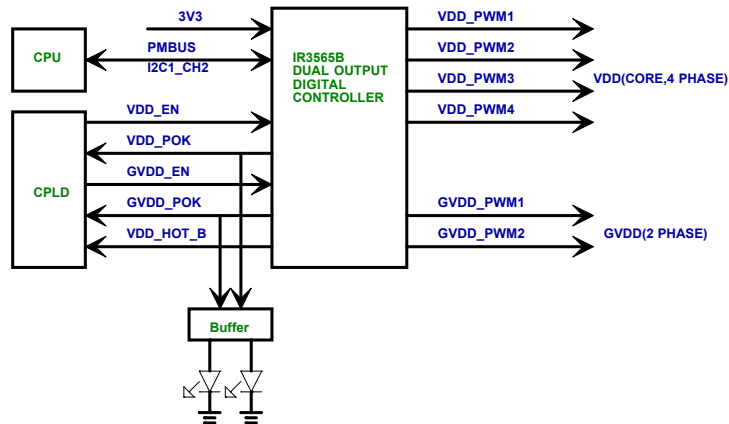 3V3
VDD_PWM1
CPU
PMBUS
I2C1_CH2
IR3565B
DUAL OUTPUT
DIGITAL
CONTROLLER
VDD_PWM2
VDD_PWM3
VDD(CORE,4 PHASE)
VDD_EN
VDD_PWM4
VDD_POK
GVDD_EN
CPLD
GVDD_POK
GVDD_PWM1
VDD_HOT_B
GVDD_PWM2
GVDD(2 PHASE)
Buffer